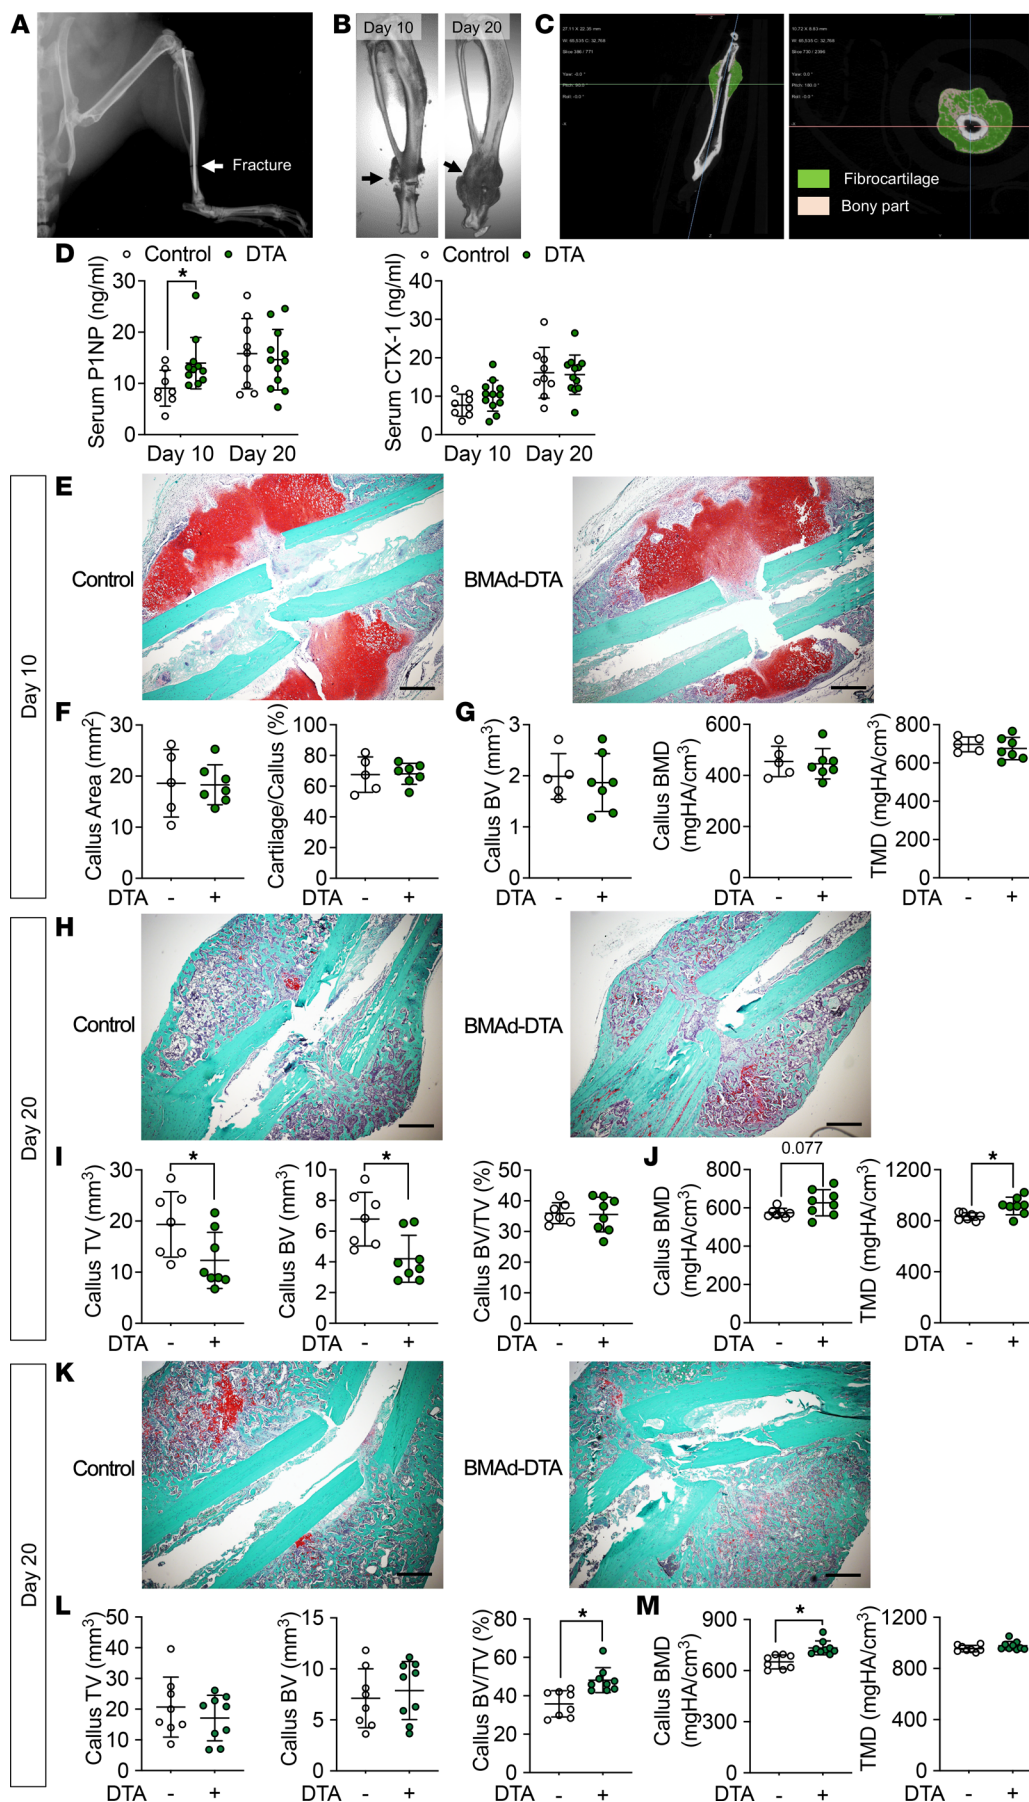 A
Fracture
B
Day 10
Day 20
C
Fibrocartilage
Bony part
D
Control
DTA
Serum P1NP (ng/ml)
30
20
10
0
*
Day 10
Day 20
Control
DTA
Serum CTX-1 (ng/ml)
40
30
20
10
0
Day 10
Day 20
Day 10
E
Control
BMAd-DTA
F
Callus Area (mm²)
30
20
10
0
DTA - +
Cartilage/Callus (%)
100
80
60
40
20
0
- +
G
Callus BV (mm³)
3
2
1
0
DTA - +
Callus BMD
(mgHA/cm³)
600
400
200
0
DTA - +
TMD (mgHA/cm³)
800
600
400
200
0
DTA - +
Day 20
H
Control
BMAd-DTA
I
Callus TV (mm³)
30
20
10
0
*
DTA - +
Callus BV (mm³)
10
8
6
4
2
0
*
DTA - +
Callus BV/TV (%)
50
40
30
20
10
0
DTA - +
J
Callus BMD
(mgHA/cm³)
800
600
400
200
0
0.077
DTA - +
TMD (mgHA/cm³)
1200
800
400
0
*
DTA - +
Day 20
K
Control
BMAd-DTA
L
Callus TV (mm³)
50
40
30
20
10
0
DTA - +
Callus BV (mm³)
15
10
5
0
DTA - +
Callus BV/TV (%)
80
60
40
20
0
*
DTA - +
M
Callus BMD
(mgHA/cm³)
900
600
300
0
*
DTA - +
TMD (mgHA/cm³)
1200
800
400
0
DTA - +